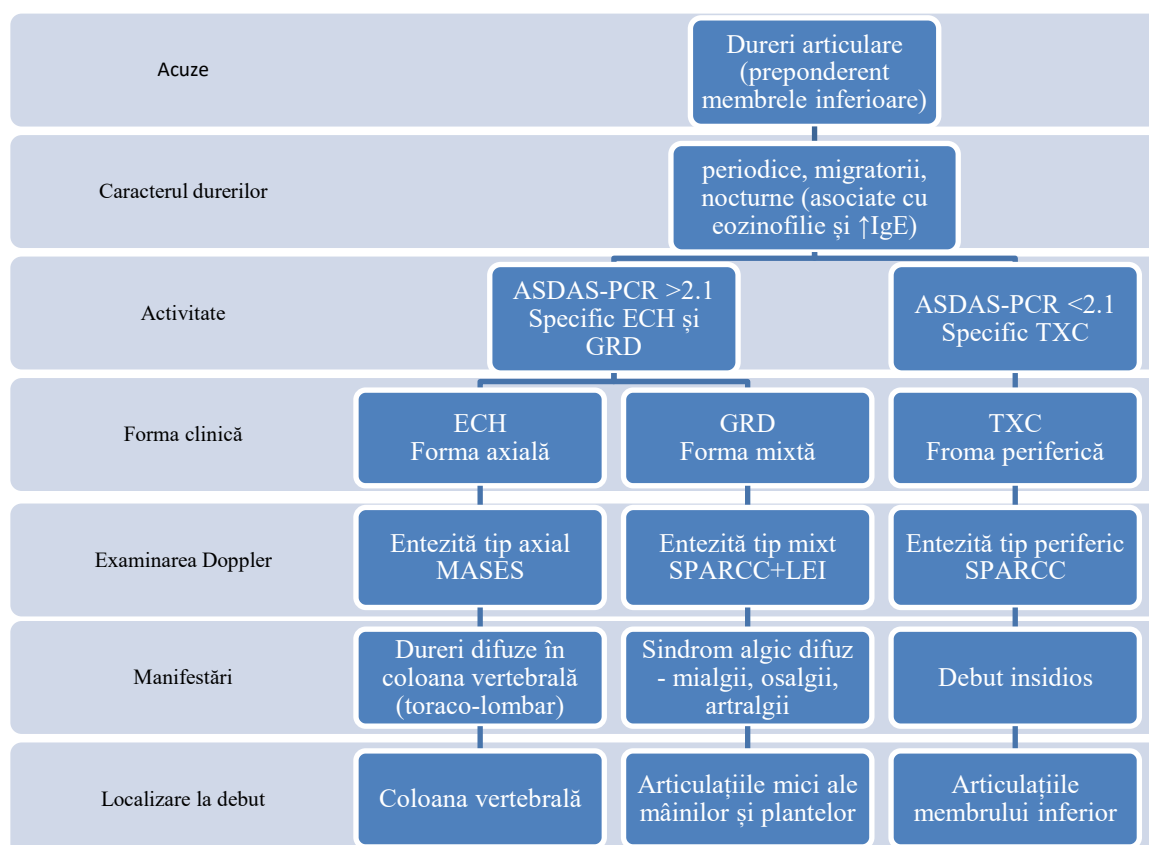 Acuze
Dureri articulare
(preponderent
membrele inferioare)
Caracterul durerilor
periodice, migratorii,
nocturne (asociate cu
eozinofilie și ↑IgE)
Activitate
ASDAS-PCR >2.1
Specific ECH și
GRD
ASDAS-PCR <2.1
Specific TXC
Forma clinică
ECH
Forma axială
GRD
Forma mixtă
TXC
Froma periferică
Examinarea Doppler
Entezită tip axial
MASES
Entezită tip mixt
SPARCC+LEI
Entezită tip periferic
SPARCC
Manifestări
Dureri difuze în
coloana vertebrală
(toraco-lombar)
Sindrom algic difuz
- mialgii, osalgii,
artralgii
Debut insidios
Localizare la debut
Coloana vertebrală
Articulațiile mici ale
mâinilor și plantelor
Articulațiile
membrului inferior